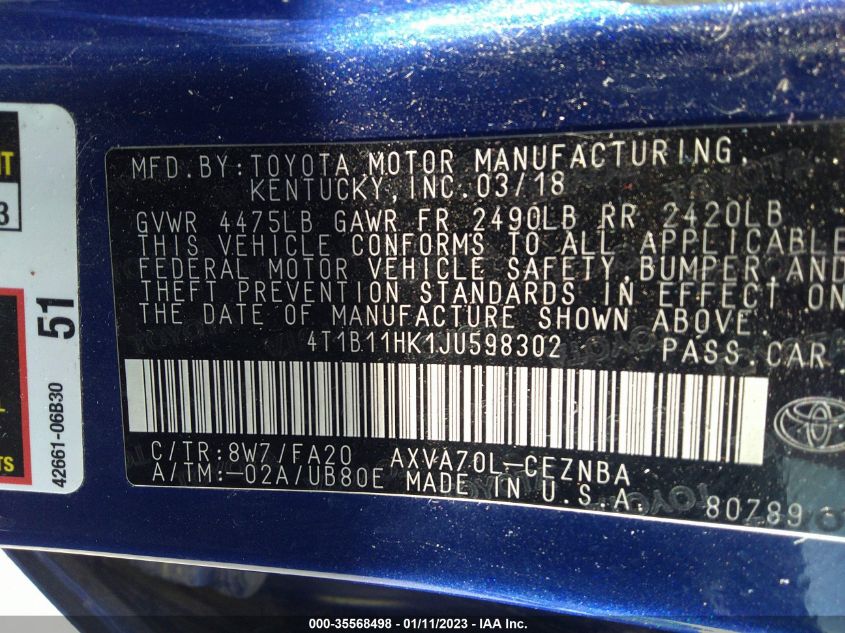 MFD. BY: TOYOTA MOTOR MANUFACTURING,
KENTUCKY, INC. 03/18
GVWR 4475LB GAWR FR 2490LB RR 2420LB
THIS VEHICLE CONFORMS TO ALL APPLICABLE
FEDERAL MOTOR VEHICLE SAFETY, BUMPER AND
THEFT PREVENTION STANDARDS IN EFFECT ON
THE DATE OF MANUFACTURE SHOWN ABOVE.
4T1B11HK1JU598302 PASS CAR
C/TR: 8W7/FA20 AXVA70L-CEZNBA
A/TM:-02A/UB80E MADE IN U.S.A. 80Z89
3
51
42661-06B30
000-35568498 - 01/11/2023 - IAA Inc.